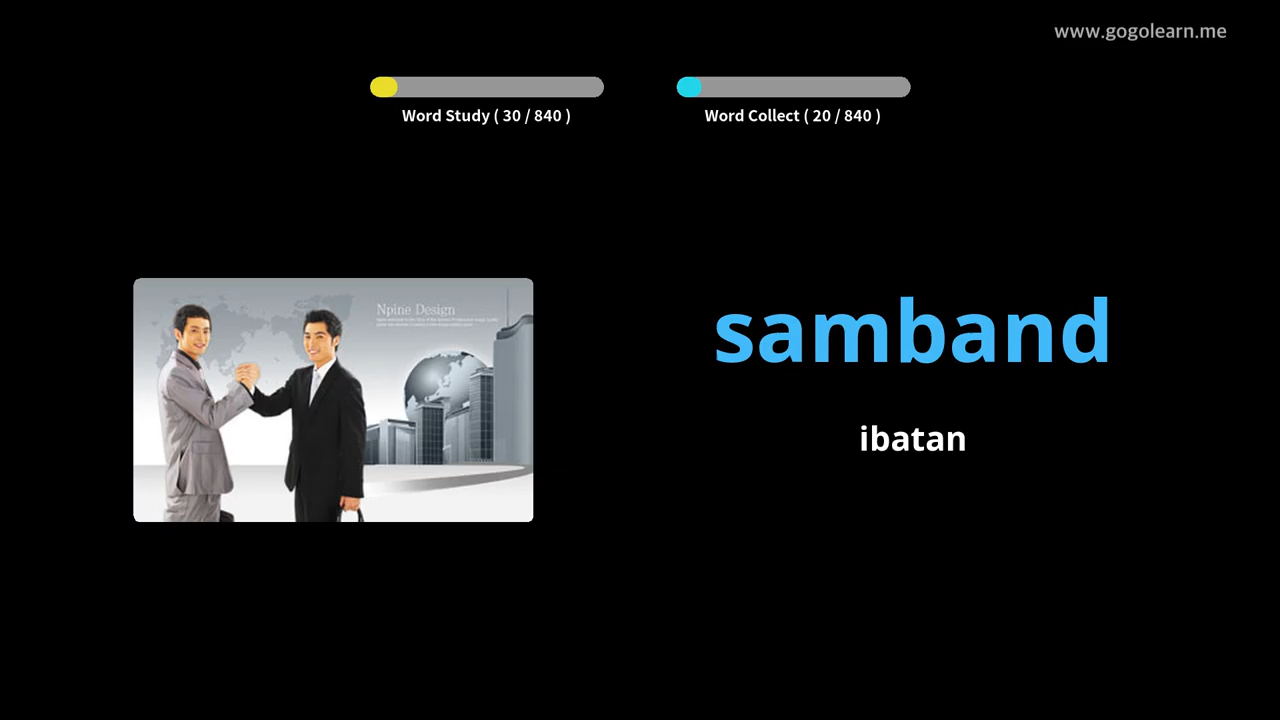 www.gogolearn.me
Word Study ( 30 / 840 )
Word Collect ( 20 / 840 )
Npine Design
samband
ibatan